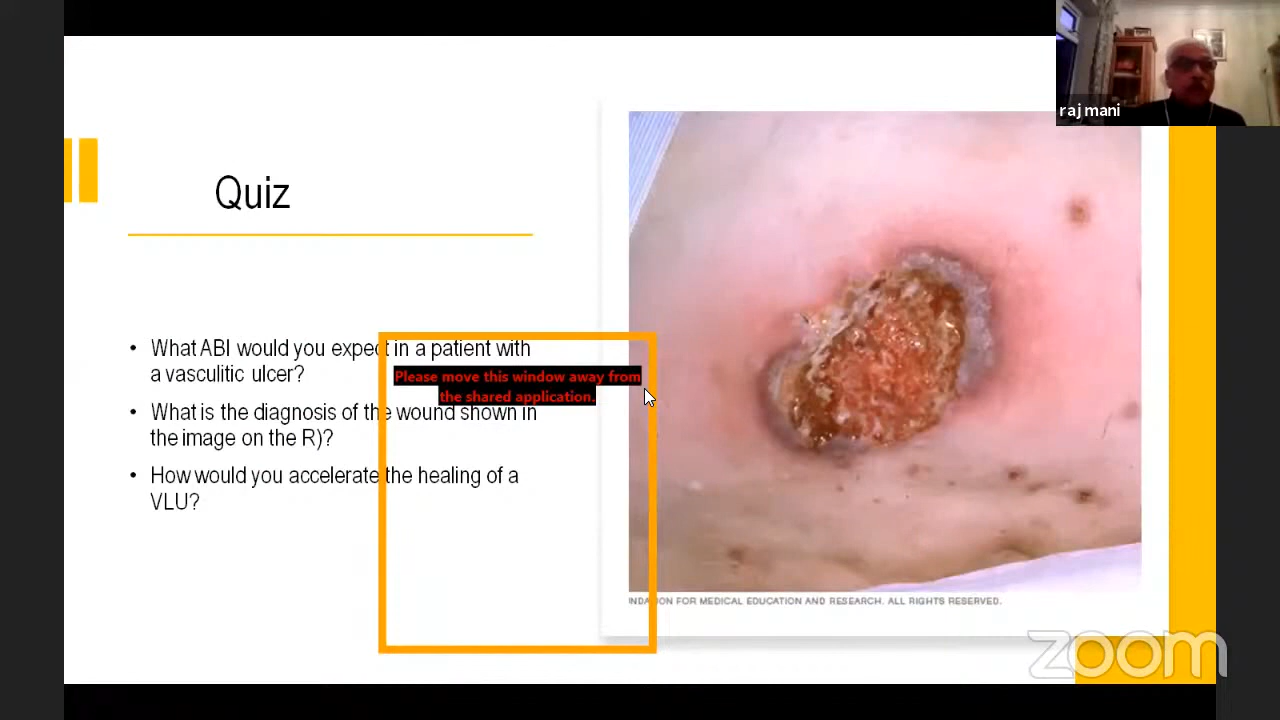 raj mani
Quiz
• What ABI would you expect in a patient with
a vasculitic ulcer?
• What is the diagnosis of the wound shown in
the image on the R)?
• How would you accelerate the healing of a
VLU?
Please move this window away from
the shared application.
FOR MEDICAL EDUCATION AND RESEARCH. ALL RIGHTS RESERVED.
zoom